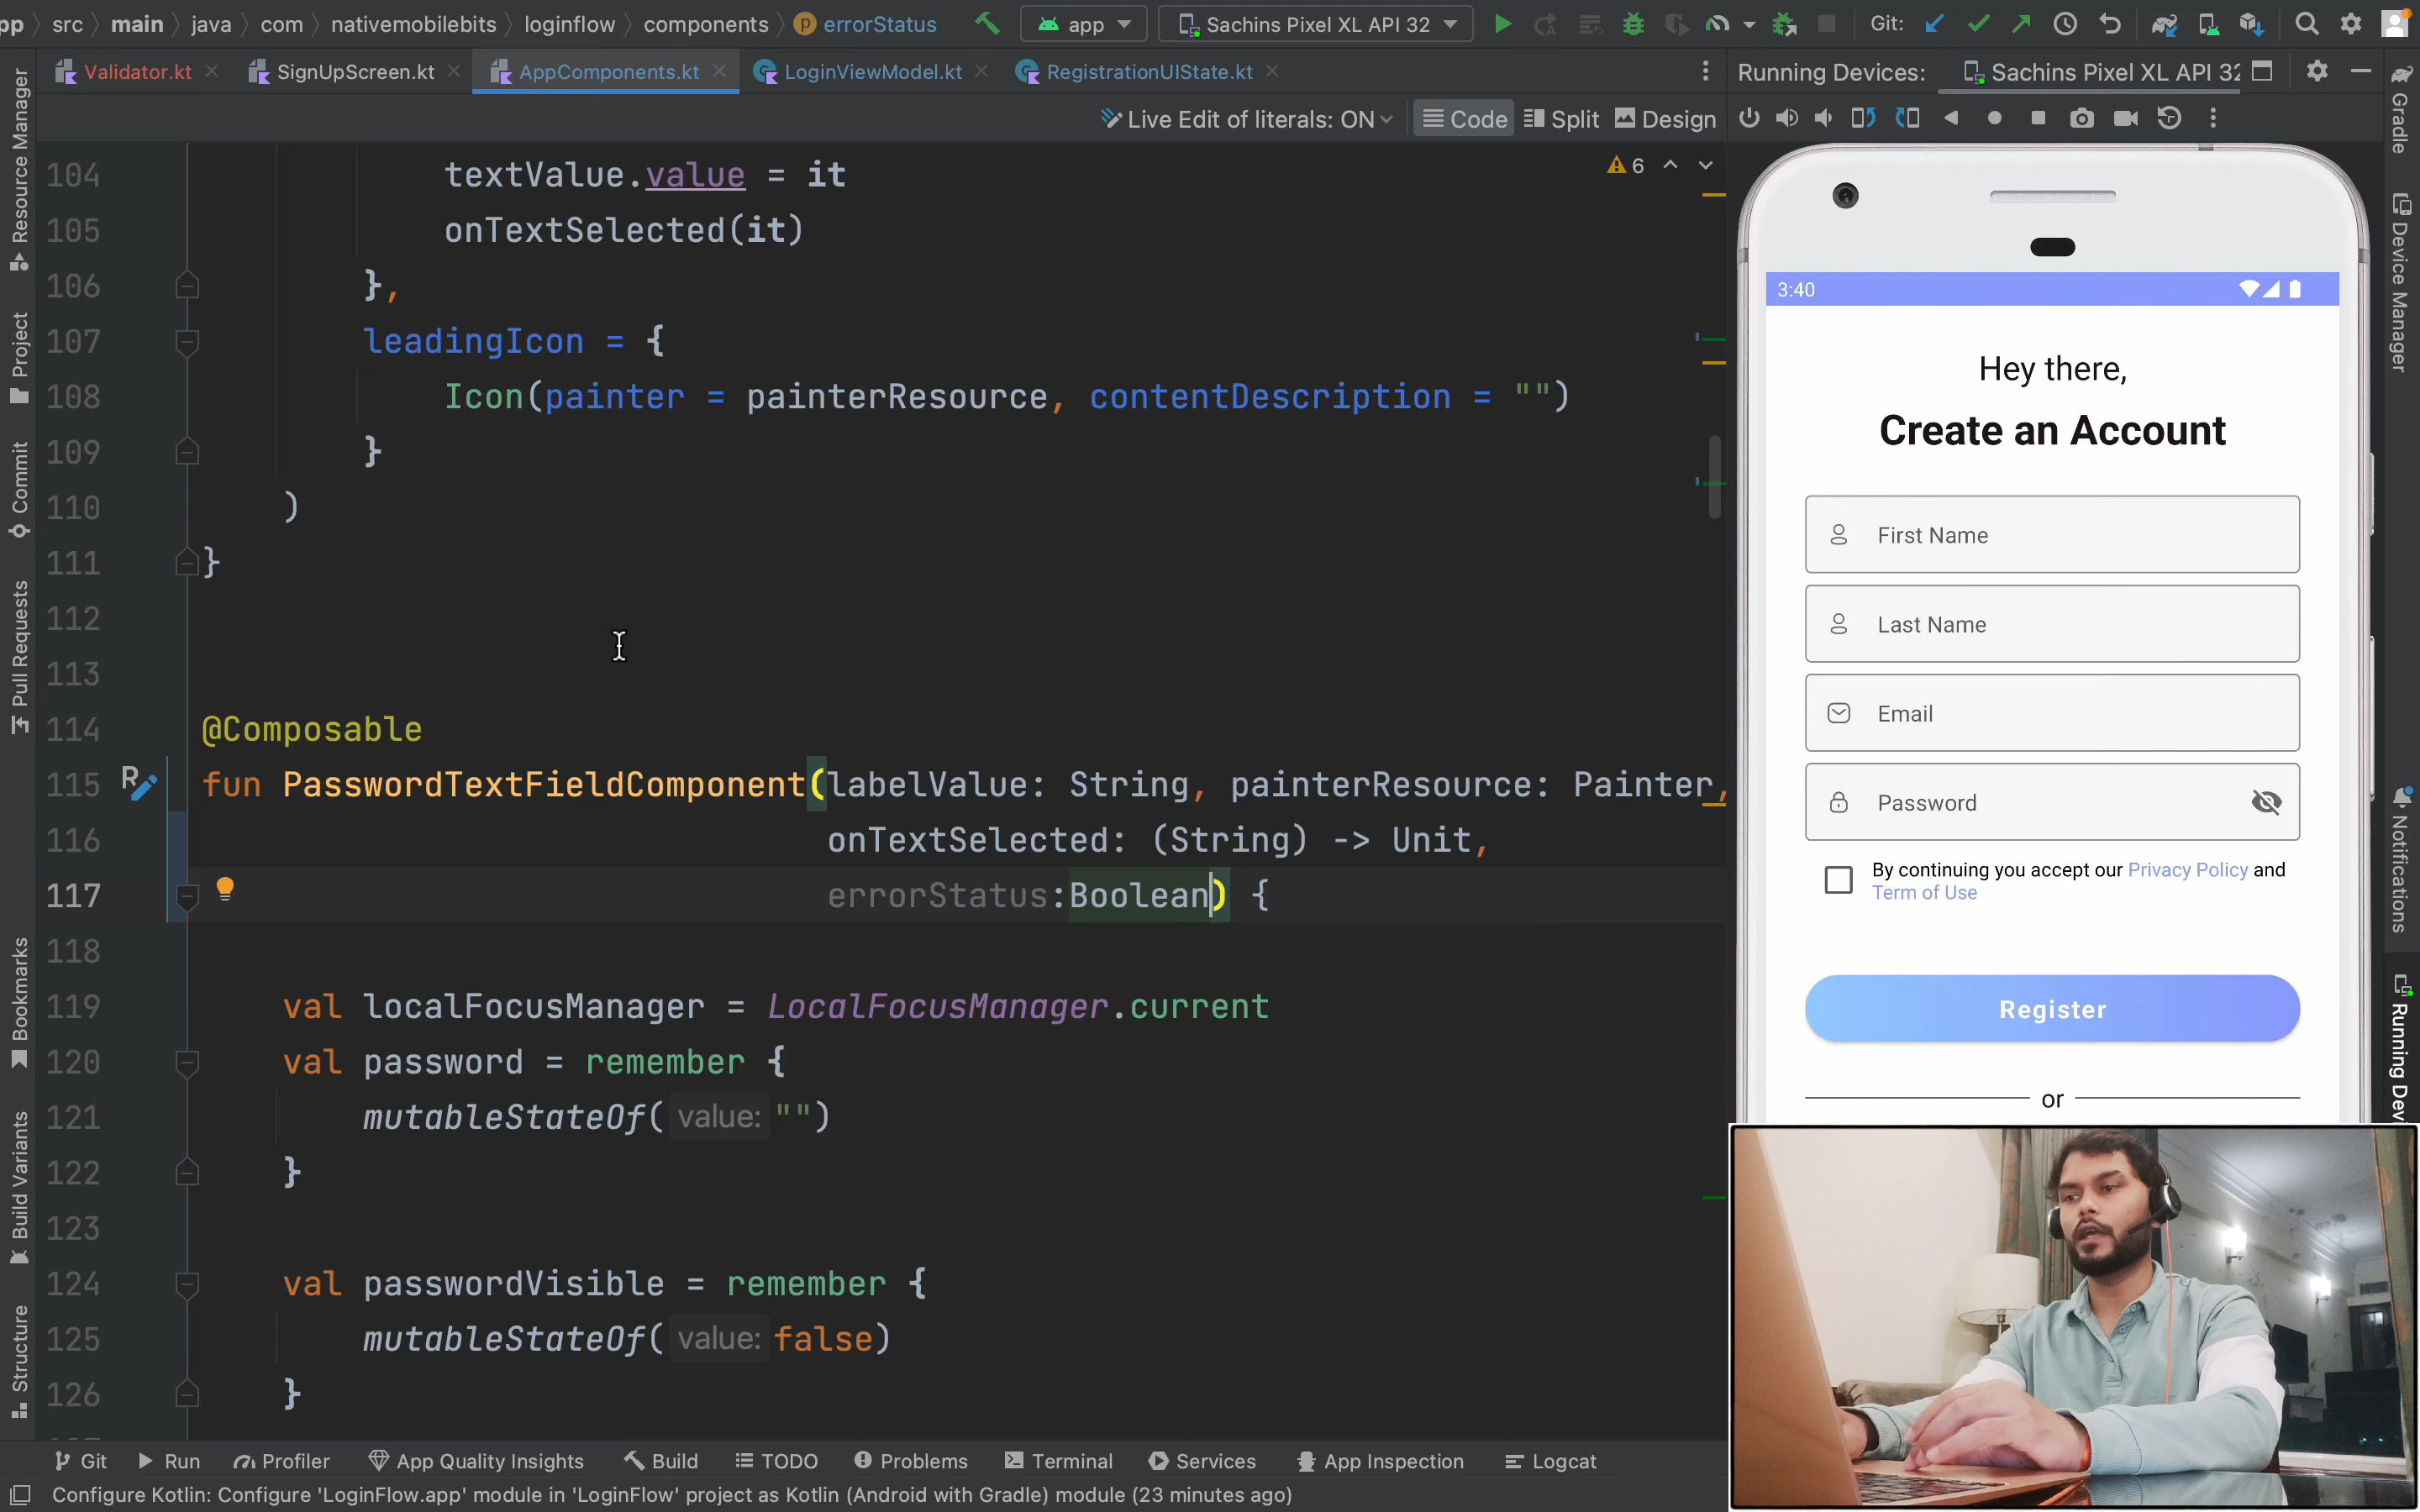 pp src main java com nativemobilebits loginflow components errorStatus app Sachins Pixel XL API 32 Git:
Validator.kt SignUpScreen.kt AppComponents.kt LoginViewModel.kt RegistrationUIState.kt Running Devices: Sachins Pixel XL API 32
Live Edit of literals: ON Code Split Design
6
104 textValue.value = it
105 onTextSelected(it)
106 },
107 leadingIcon = {
108 Icon(painter = painterResource, contentDescription = "")
109 }
110 )
111 }
112
113
114 @Composable
115 fun PasswordTextFieldComponent(labelValue: String, painterResource: Painter,
116 onTextSelected: (String) -> Unit,
117 errorStatus:Boolean) {
118
119 val localFocusManager = LocalFocusManager.current
120 val password = remember {
121 mutableStateOf( value: "")
122 }
123
124 val passwordVisible = remember {
125 mutableStateOf( value: false)
126 }
Resource Manager
Project
Commit
Pull Requests
Bookmarks
Build Variants
Structure
3:40
Hey there,
Create an Account
First Name
Last Name
Email
Password
By continuing you accept our Privacy Policy and
Term of Use
Register
or
Gradle
Device Manager
Notifications
Running Dev
Git Run Profiler App Quality Insights Build TODO Problems Terminal Services App Inspection Logcat
Configure Kotlin: Configure 'LoginFlow.app' module in 'LoginFlow' project as Kotlin (Android with Gradle) module (23 minutes ago)